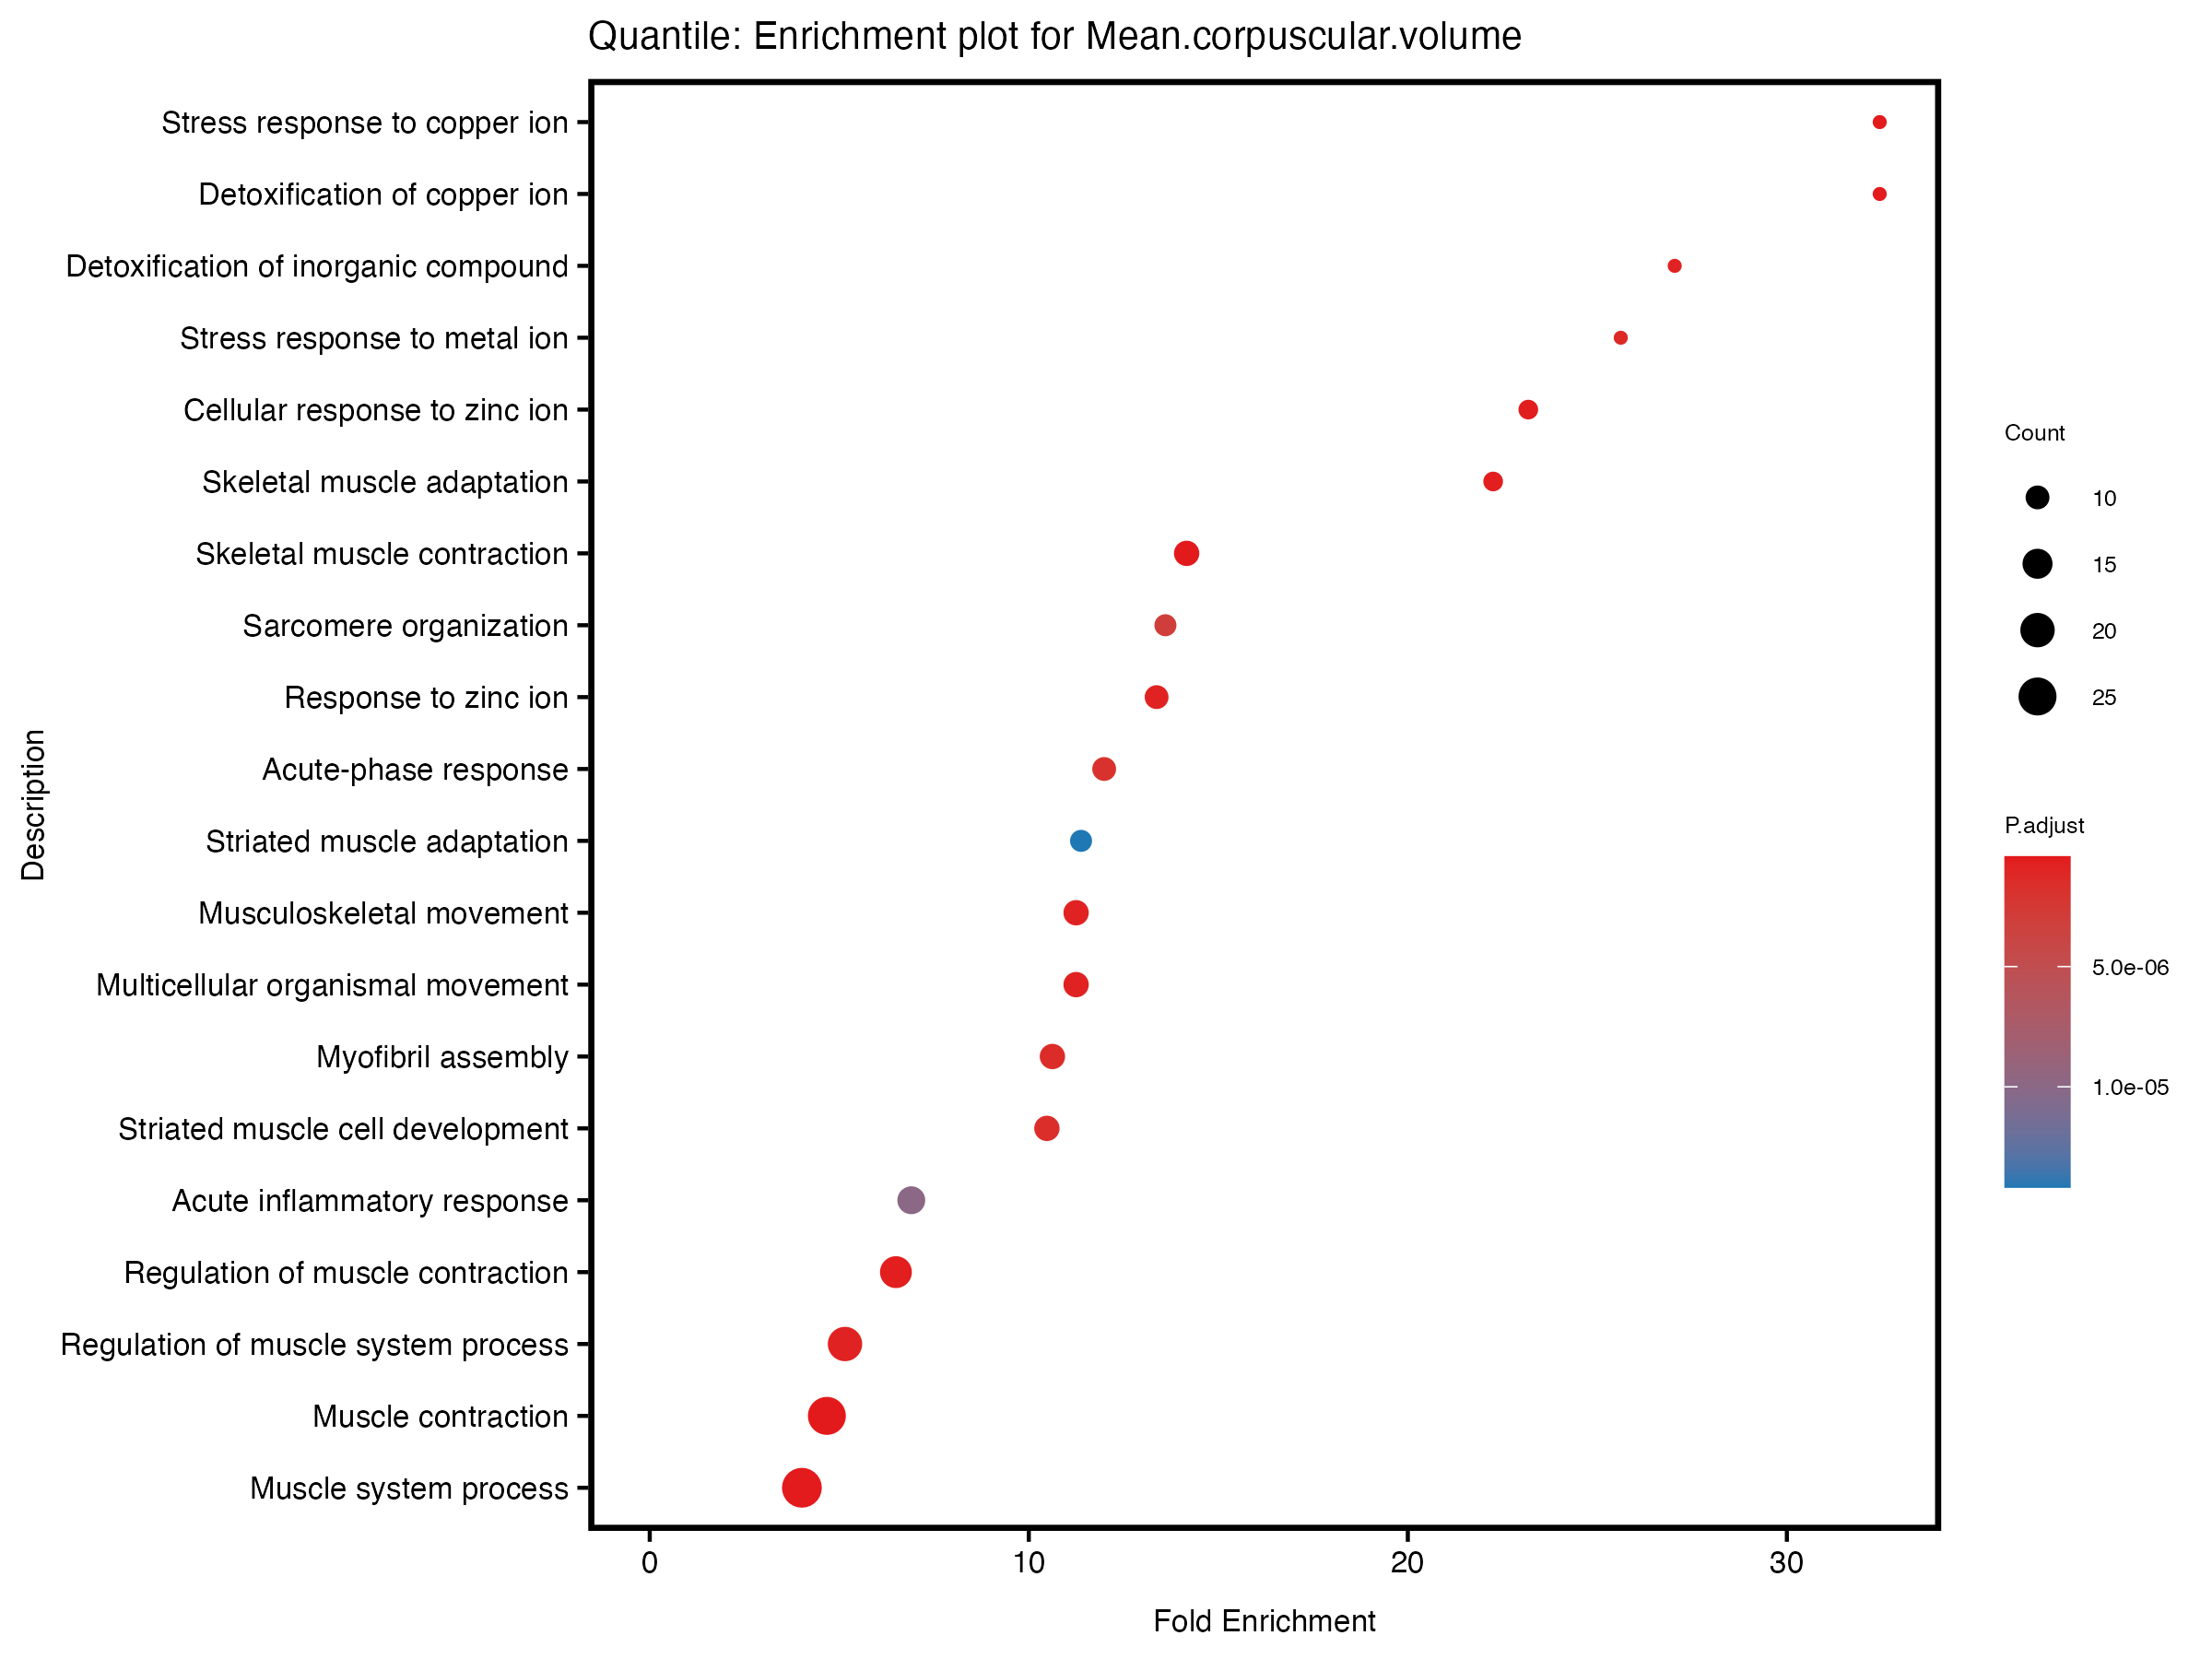 Quantile: Enrichment plot for Mean.corpuscular.volume
Description
Stress response to copper ion
Detoxification of copper ion
Detoxification of inorganic compound
Stress response to metal ion
Cellular response to zinc ion
Skeletal muscle adaptation
Skeletal muscle contraction
Sarcomere organization
Response to zinc ion
Acute-phase response
Striated muscle adaptation
Musculoskeletal movement
Multicellular organismal movement
Myofibril assembly
Striated muscle cell development
Acute inflammatory response
Regulation of muscle contraction
Regulation of muscle system process
Muscle contraction
Muscle system process
0 10 20 30
Fold Enrichment
Count
10
15
20
25
P.adjust
5.0e-06
1.0e-05